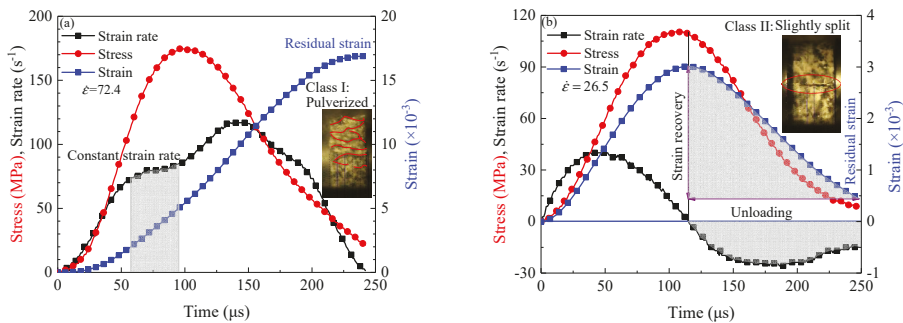 (a)
Strain rate
Stress
Strain
ε̇=72.4
Residual strain
Class I:
Pulverized
Constant strain rate
Stress (MPa), Strain rate (s⁻¹)
200
150
100
50
0
Strain (×10⁻³)
20
15
10
5
0
0 50 100 150 200 250
Time (μs)
(b)
Strain rate
Stress
Strain
ε̇ = 26.5
Class II: Slightly split
Strain recovery
Residual strain
Unloading
Stress (MPa), Strain rate (s⁻¹)
120
90
60
30
0
-30
Strain (×10⁻³)
4
3
2
1
0
-1
0 50 100 150 200 250
Time (μs)